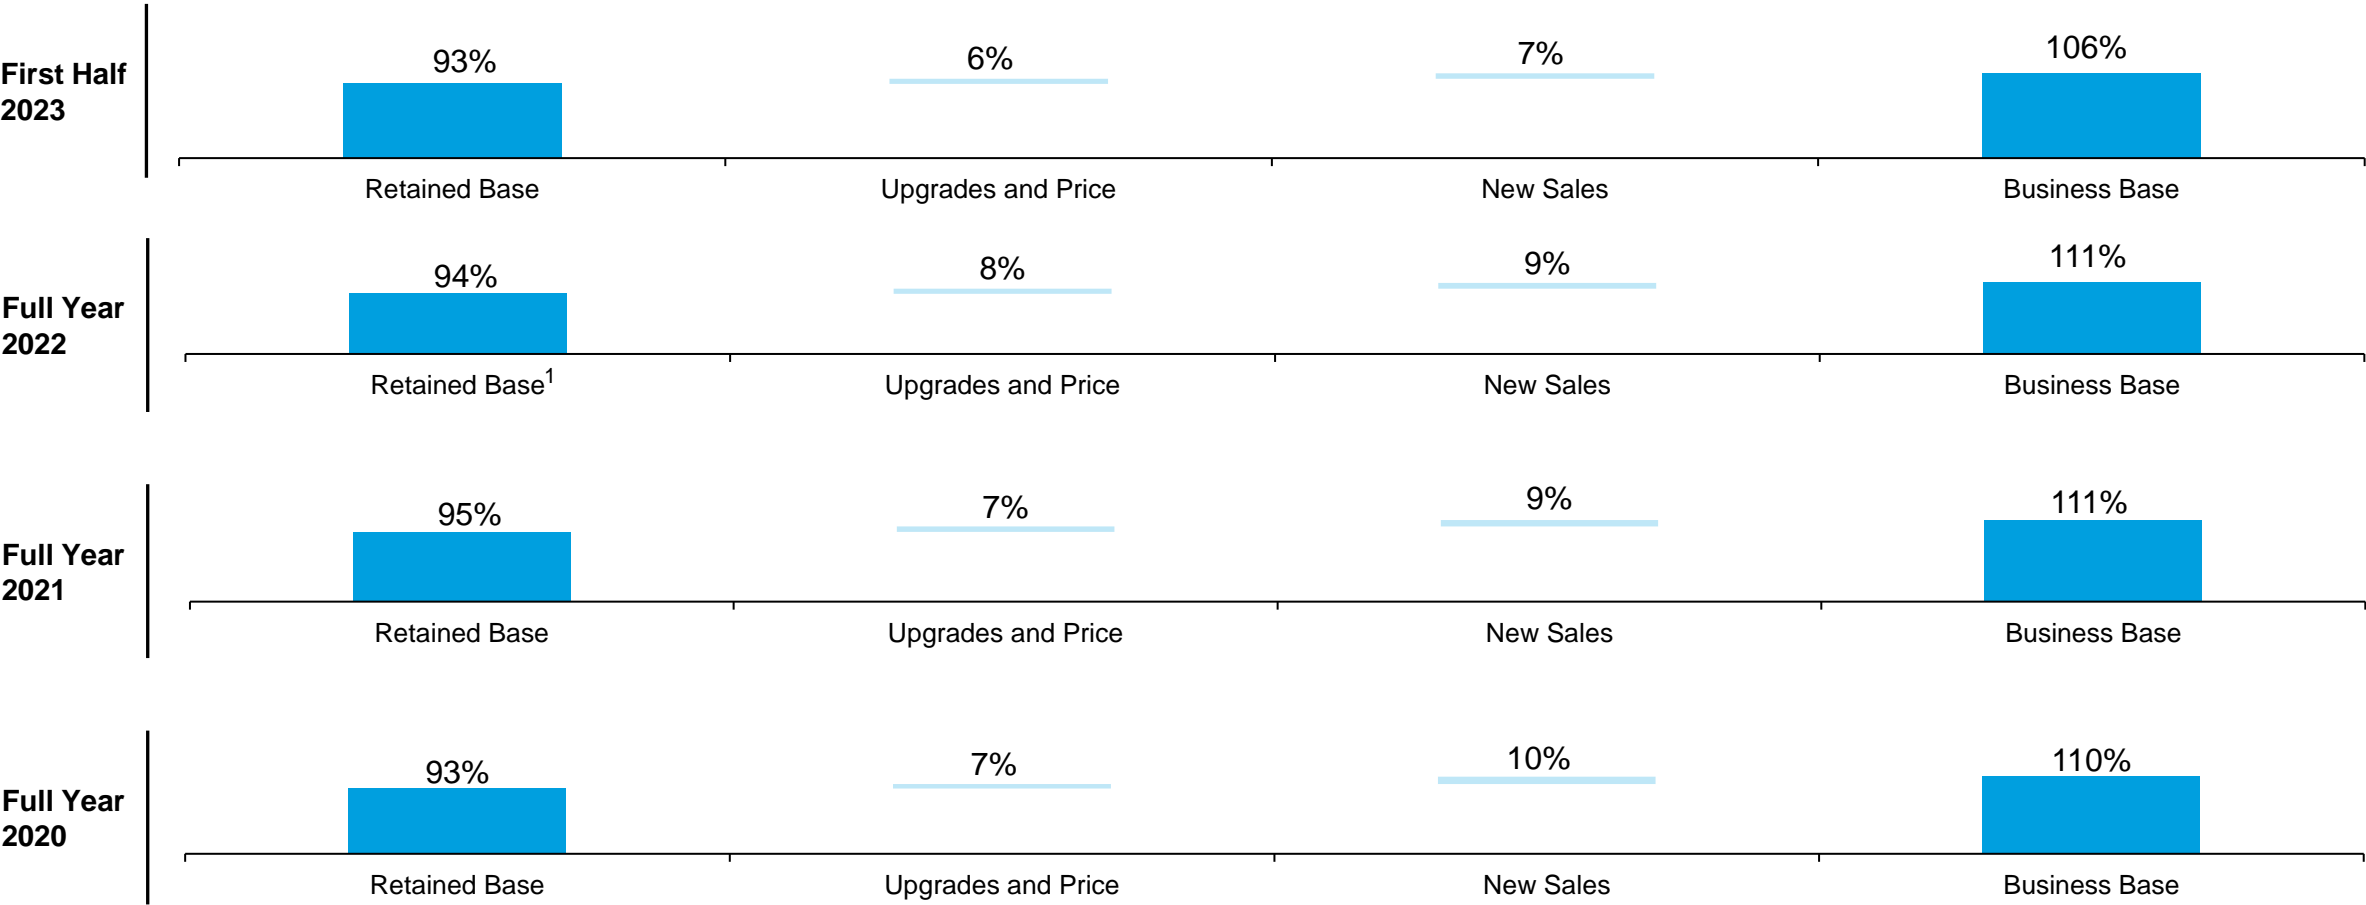 First Half
2023
93%
6%
7%
106%
Retained Base
Upgrades and Price
New Sales
Business Base
Full Year
2022
94%
8%
9%
111%
Retained Base1
Upgrades and Price
New Sales
Business Base
Full Year
2021
95%
7%
9%
111%
Retained Base
Upgrades and Price
New Sales
Business Base
Full Year
2020
93%
7%
10%
110%
Retained Base
Upgrades and Price
New Sales
Business Base